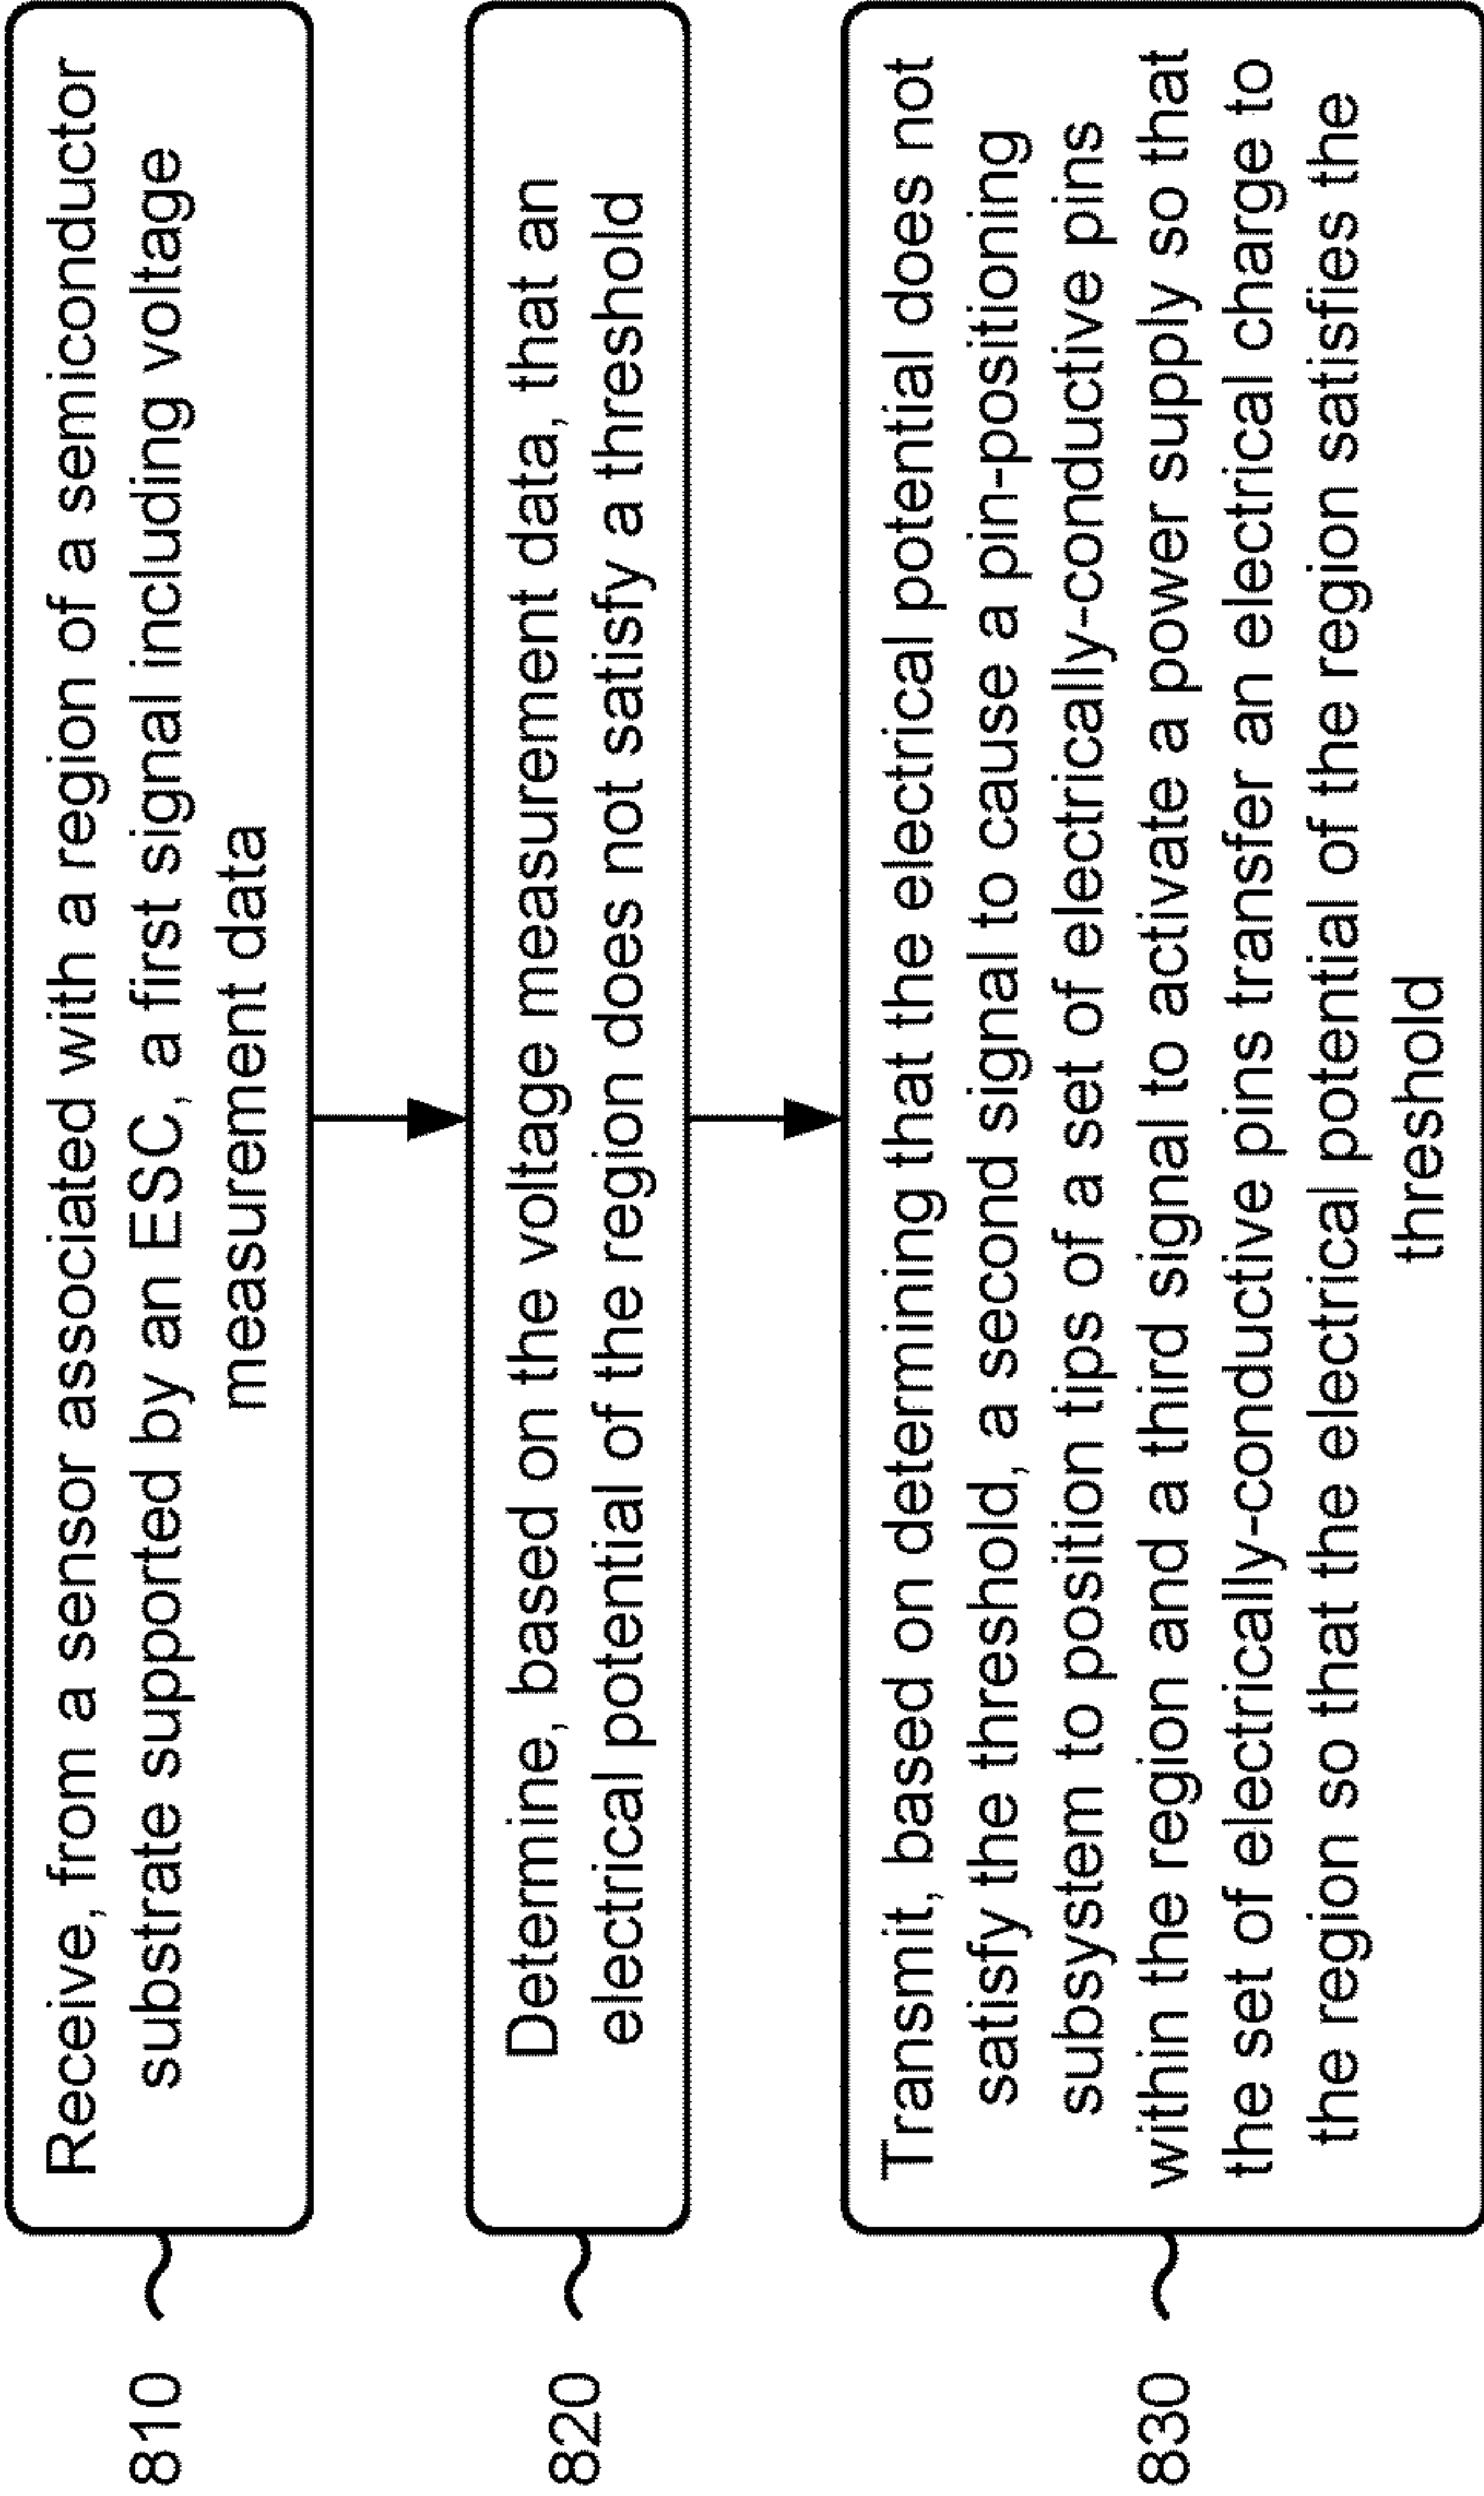 810
Receive, from a sensor associated with a region of a semiconductor
substrate supported by an ESC, a first signal including voltage
measurement data
820
Determine, based on the voltage measurement data, that an
electrical potential of the region does not satisfy a threshold
830
Transmit, based on determining that the electrical potential does not
satisfy the threshold, a second signal to cause a pin-positioning
subsystem to position tips of a set of electrically-conductive pins
within the region and a third signal to activate a power supply so that
the set of electrically-conductive pins transfer an electrical charge to
the region so that the electrical potential of the region satisfies the
threshold